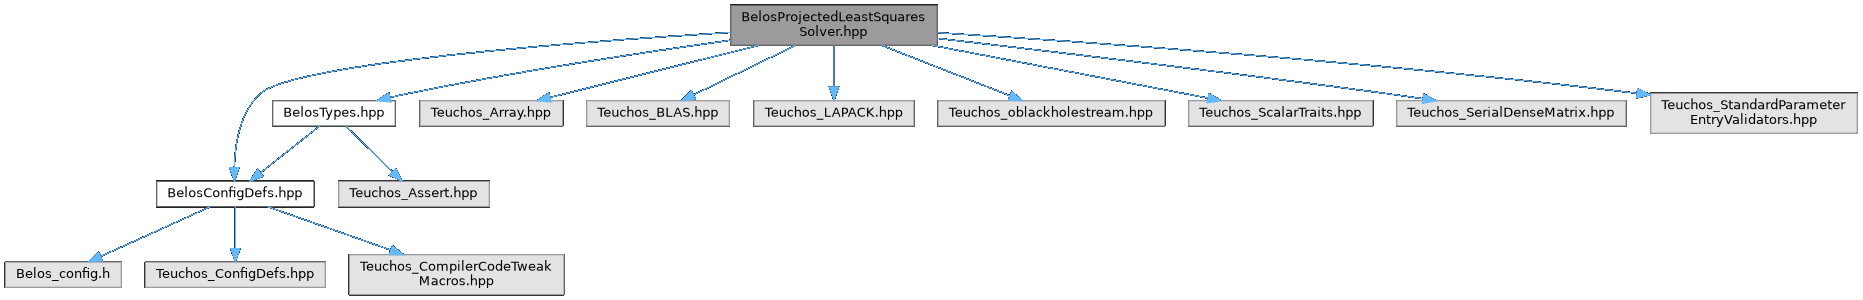 BelosProjectedLeastSquares
Solver.hpp
BelosTypes.hpp
Teuchos_Array.hpp
Teuchos_BLAS.hpp
Teuchos_LAPACK.hpp
Teuchos_oblackholestream.hpp
Teuchos_ScalarTraits.hpp
Teuchos_SerialDenseMatrix.hpp
Teuchos_StandardParameter
EntryValidators.hpp
BelosConfigDefs.hpp
Teuchos_Assert.hpp
Belos_config.h
Teuchos_ConfigDefs.hpp
Teuchos_CompilerCodeTweak
Macros.hpp